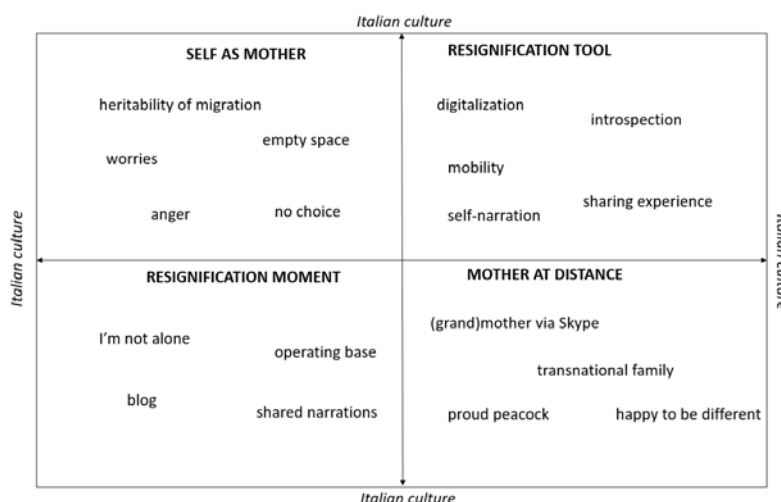 Italian culture
SELF AS MOTHER
heritability of migration
empty space
worries
anger
no choice
RESIGNIFICATION TOOL
digitalization
introspection
mobility
sharing experience
self-narration
Italian culture
Italian culture
RESIGNIFICATION MOMENT
I'm not alone
operating base
blog
shared narrations
MOTHER AT DISTANCE
(grand)mother via Skype
transnational family
proud peacock
happy to be different
Italian culture